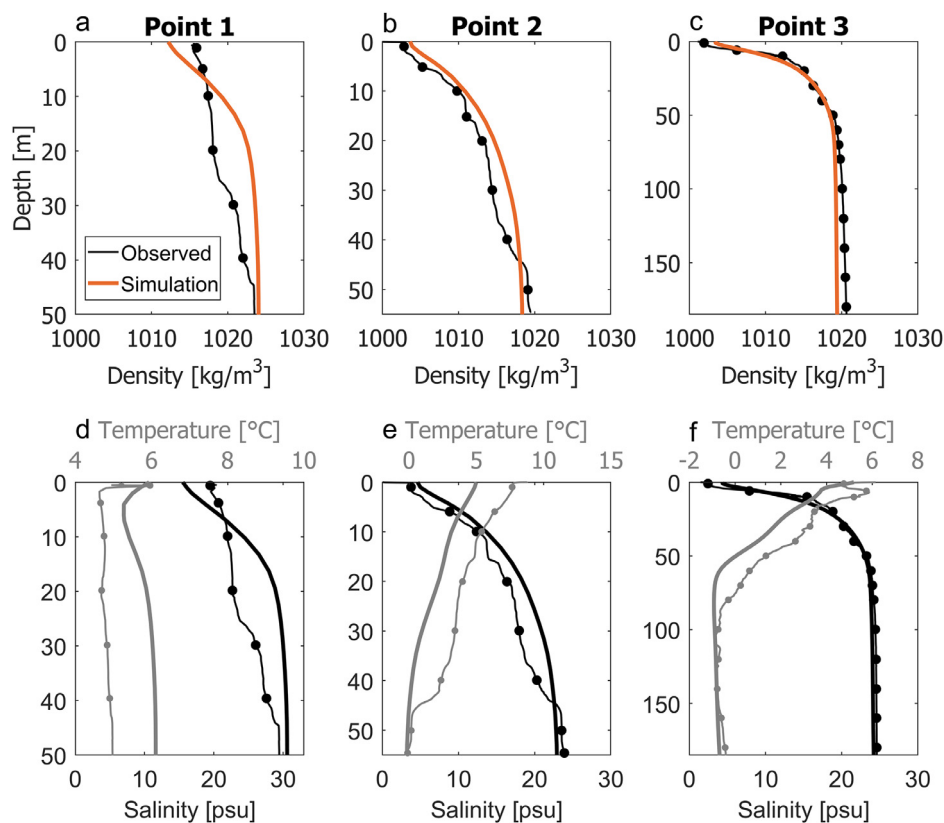 a Point 1
b Point 2
c Point 3
0
10
20
30
40
50
Depth [m]
Observed
Simulation
1000 1010 1020 1030
Density [kg/m³]
0
10
20
30
40
50
1000 1010 1020 1030
Density [kg/m³]
0
50
100
150
1000 1010 1020 1030
Density [kg/m³]
d Temperature [°C]
4 6 8 10
0
10
20
30
40
50
0 10 20 30
Salinity [psu]
e Temperature [°C]
0 5 10 15
0
10
20
30
40
50
0 10 20 30
Salinity [psu]
f Temperature [°C]
-2 0 2 4 6 8
0
50
100
150
0 10 20 30
Salinity [psu]